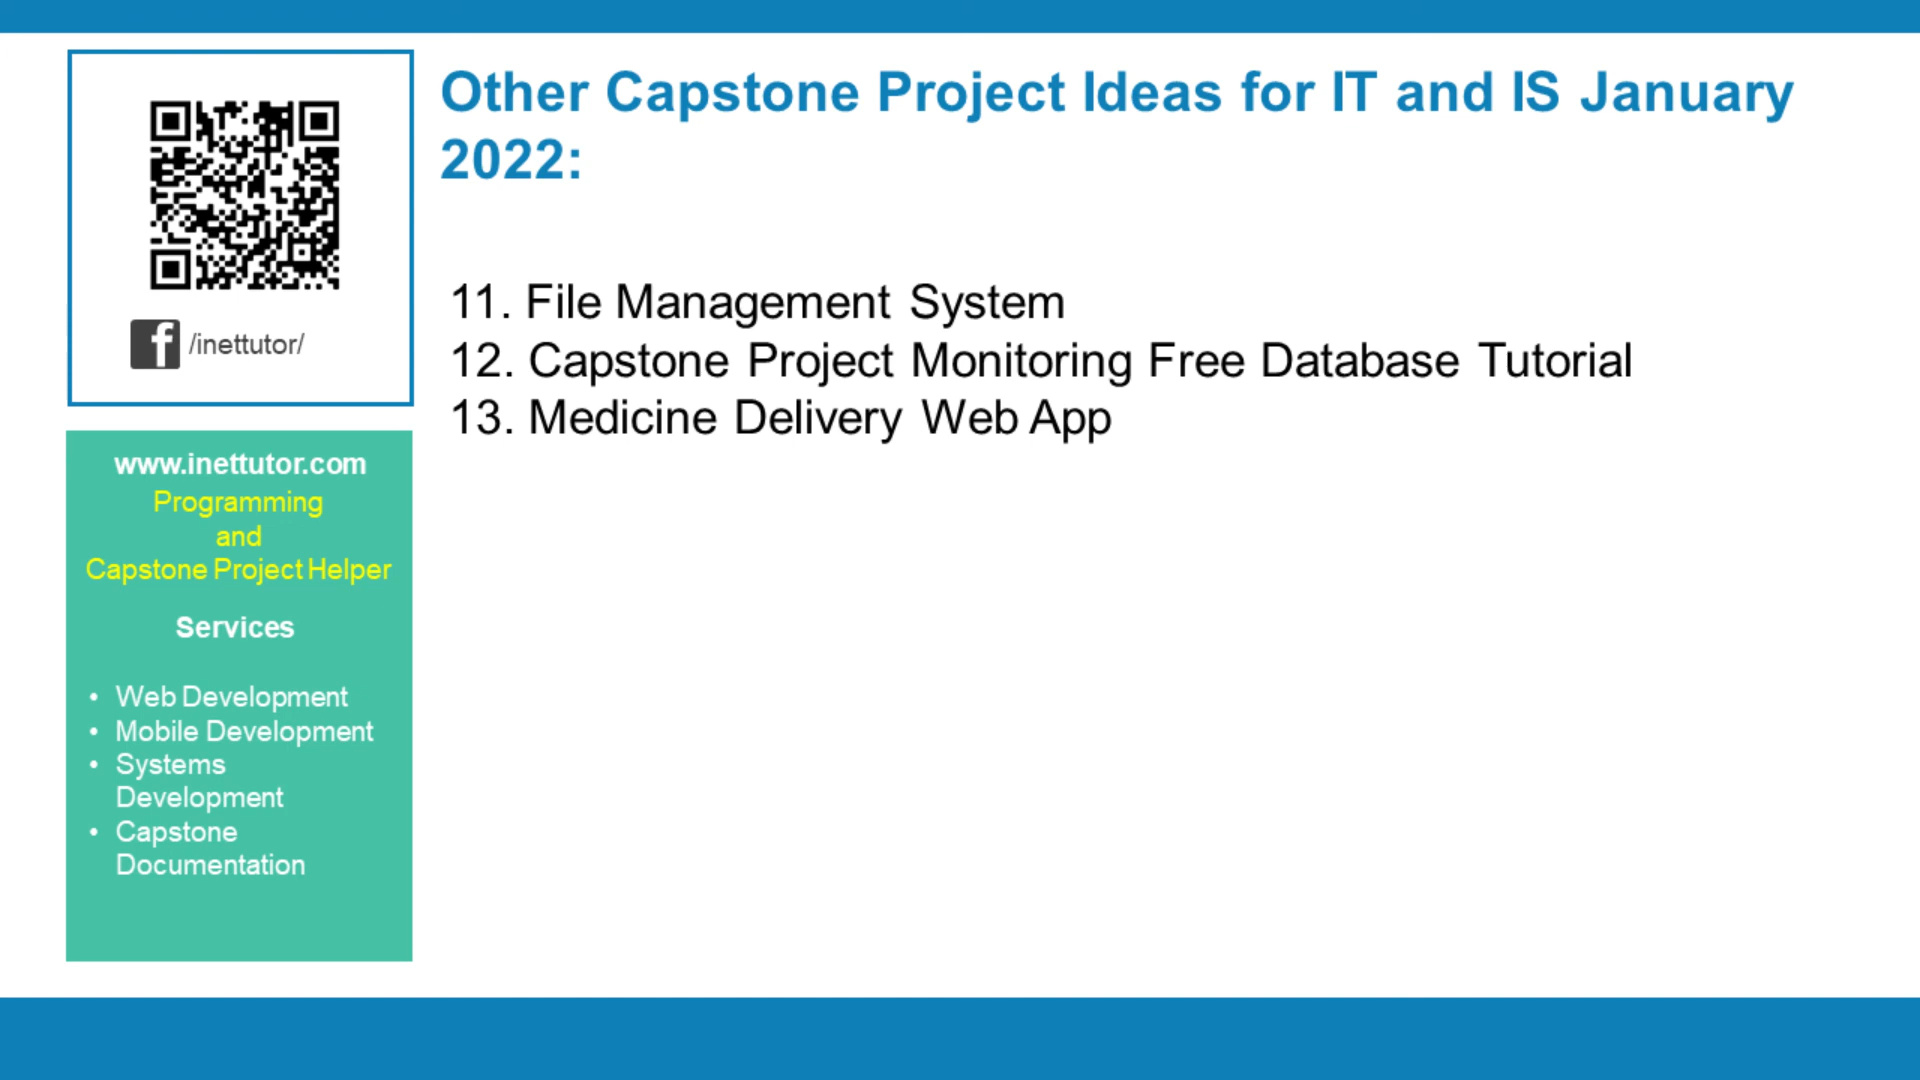 /inettutor/
www.inettutor.com
Programming
and
Capstone Project Helper
Services
• Web Development
• Mobile Development
• Systems
Development
• Capstone
Documentation
Other Capstone Project Ideas for IT and IS January
2022:
11. File Management System
12. Capstone Project Monitoring Free Database Tutorial
13. Medicine Delivery Web App